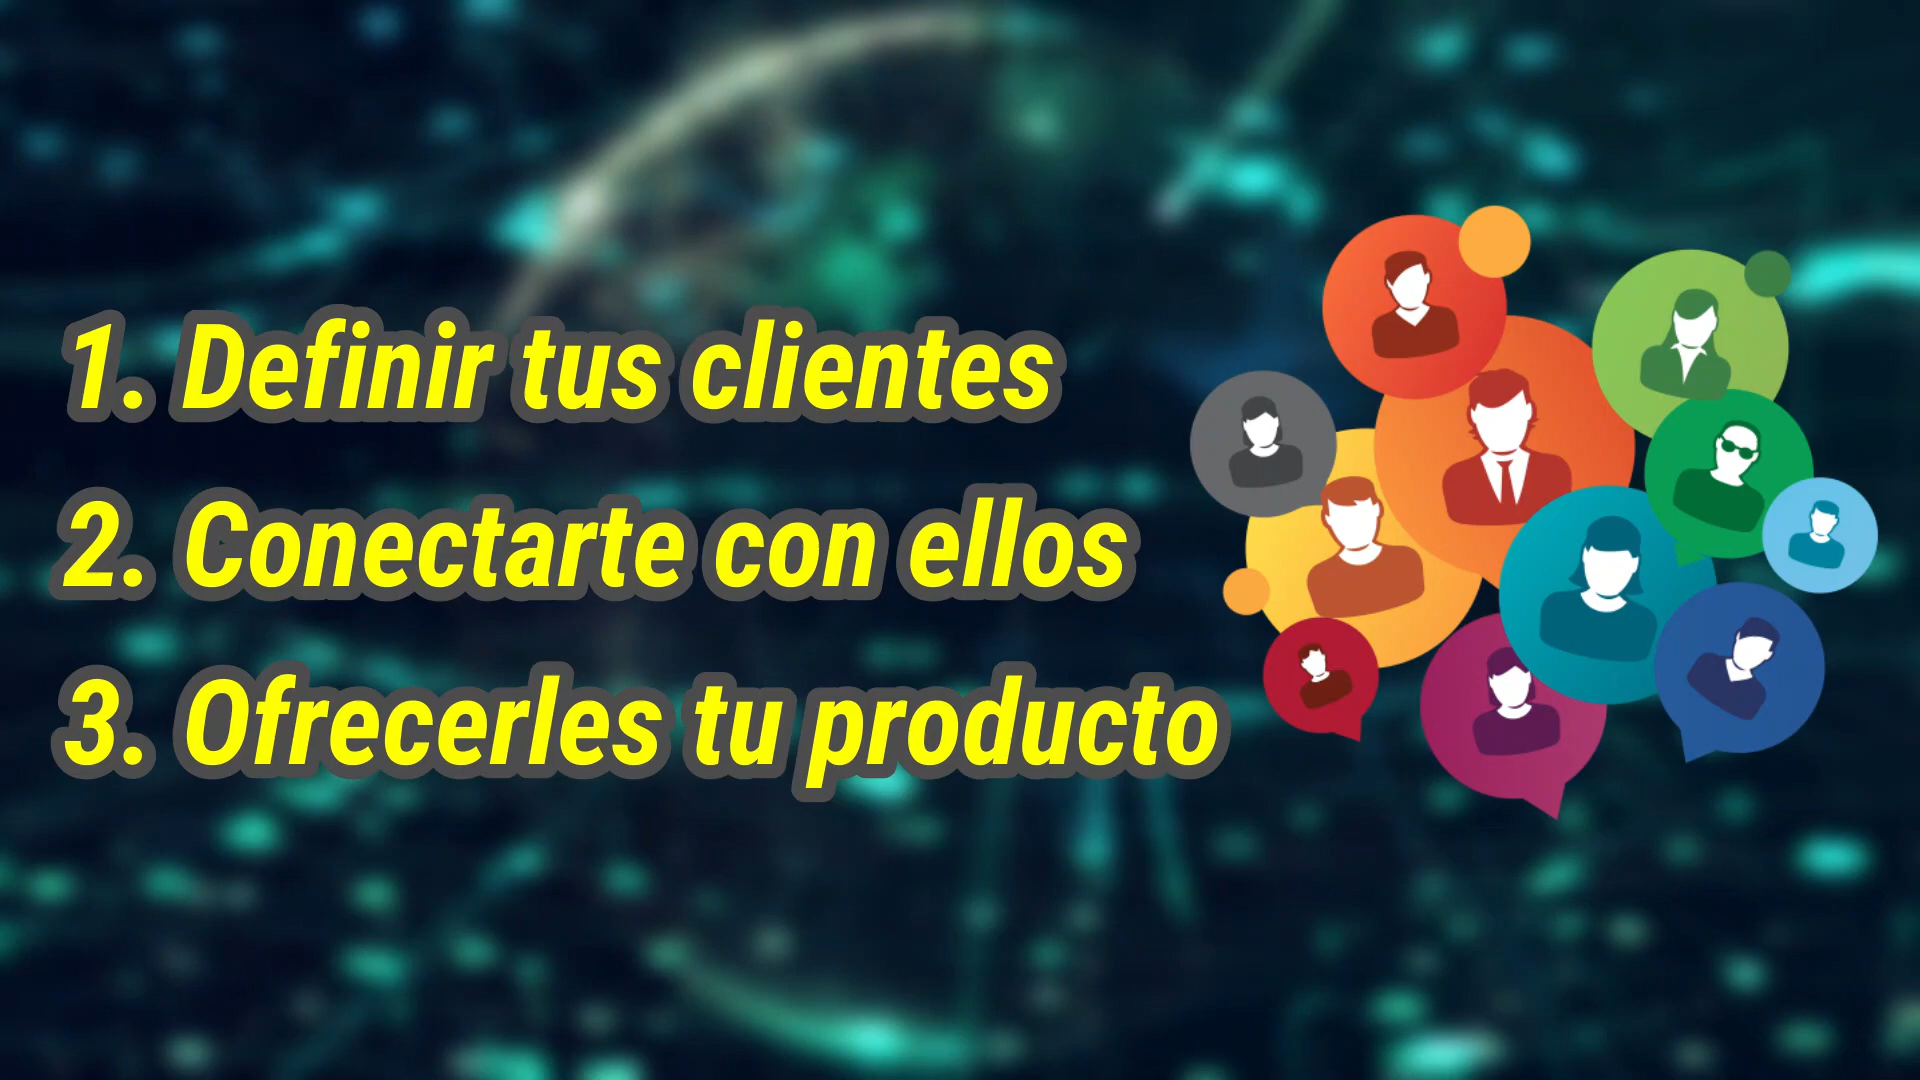 1. Definir tus clientes
2. Conectarte con ellos
3. Ofrecerles tu producto